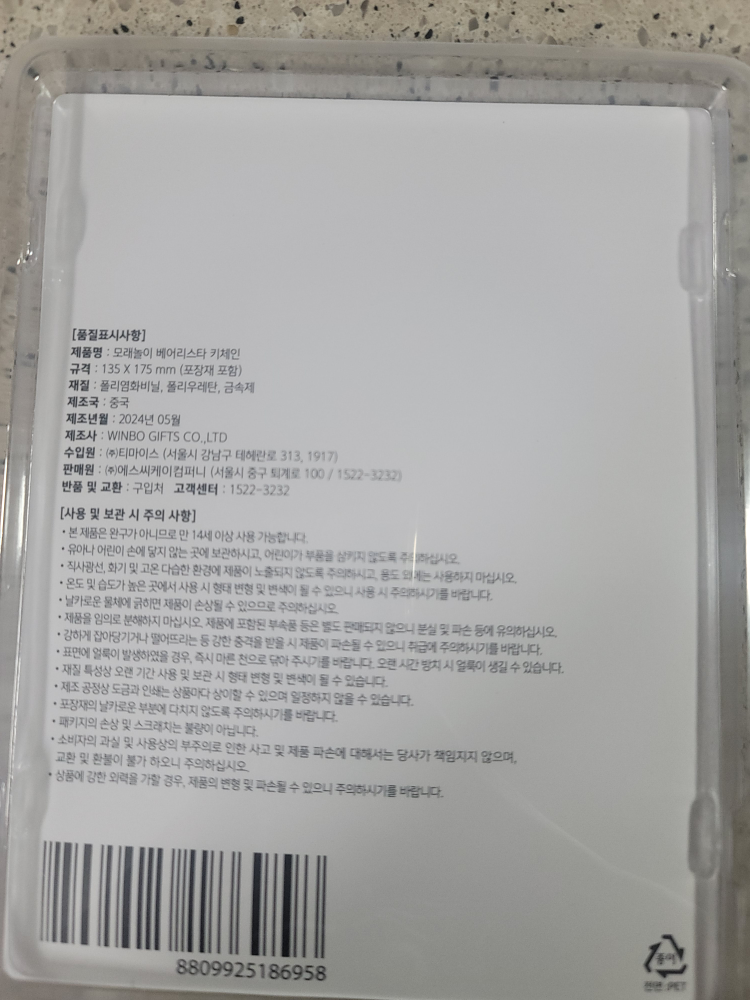 [품질표시사항]
제품명 : 모래놀이 베어리스타 키체인
규격 : 135 X 175 mm (포장재 포함)
재질 : 폴리염화비닐, 폴리우레탄, 금속제
제조국 : 중국
제조년월 : 2024년 05월
제조사 : WINBO GIFTS CO.,LTD
수입원 : ㈜티마이스 (서울시 강남구 테헤란로 313, 1917)
판매원 : ㈜에스씨케이컴퍼니 (서울시 중구 퇴계로 100 / 1522-3232)
반품 및 교환 : 구입처 고객센터 : 1522-3232
[사용 및 보관 시 주의 사항]
• 본 제품은 완구가 아니므로 만 14세 이상 사용 가능합니다.
• 유아나 어린이 손에 닿지 않는 곳에 보관하시고, 어린이가 부품을 삼키지 않도록 주의하십시오.
• 직사광선, 화기 및 고온 다습한 환경에 제품이 노출되지 않도록 주의하시고, 용도 외에는 사용하지 마십시오.
• 온도 및 습도가 높은 곳에서 사용 시 형태 변형 및 변색이 될 수 있으니 사용 시 주의하시기를 바랍니다.
• 날카로운 물체에 긁히면 제품이 손상될 수 있으므로 주의하십시오.
• 제품을 임의로 분해하지 마십시오. 제품에 포함된 부속품 등은 별도 판매되지 않으니 분실 및 파손 등에 유의하십시오.
• 강하게 잡아당기거나 떨어뜨리는 등 강한 충격을 받을 시 제품이 파손될 수 있으니 취급에 주의하시기를 바랍니다.
• 표면에 얼룩이 발생하였을 경우, 즉시 마른 천으로 닦아 주시기를 바랍니다. 오랜 시간 방치 시 얼룩이 생길 수 있습니다.
• 재질 특성상 오랜 기간 사용 및 보관 시 형태 변형 및 변색이 될 수 있습니다.
• 제조 공정상 도금과 인쇄는 상품마다 상이할 수 있으며 일정하지 않을 수 있습니다.
• 포장재의 날카로운 부분에 다치지 않도록 주의하시기를 바랍니다.
• 패키지의 손상 및 스크래치는 불량이 아닙니다.
• 소비자의 과실 및 사용상의 부주의로 인한 사고 및 제품 파손에 대해서는 당사가 책임지지 않으며,
교환 및 환불이 불가 하오니 주의하십시오.
• 상품에 강한 외력을 가할 경우, 제품의 변형 및 파손될 수 있으니 주의하시기를 바랍니다.
8809925186958
종이
전면 :PET